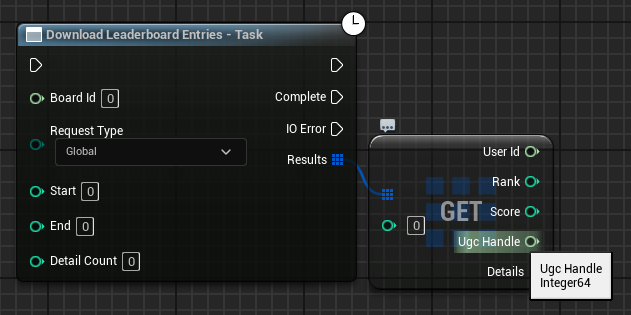 Download Leaderboard Entries - Task
Board Id 0
Complete
Request Type
Global
IO Error
Results
Start 0
End 0
Detail Count 0
User Id
Rank
Score
GET
0
Ugc Handle
Details
Ugc Handle
Integer64